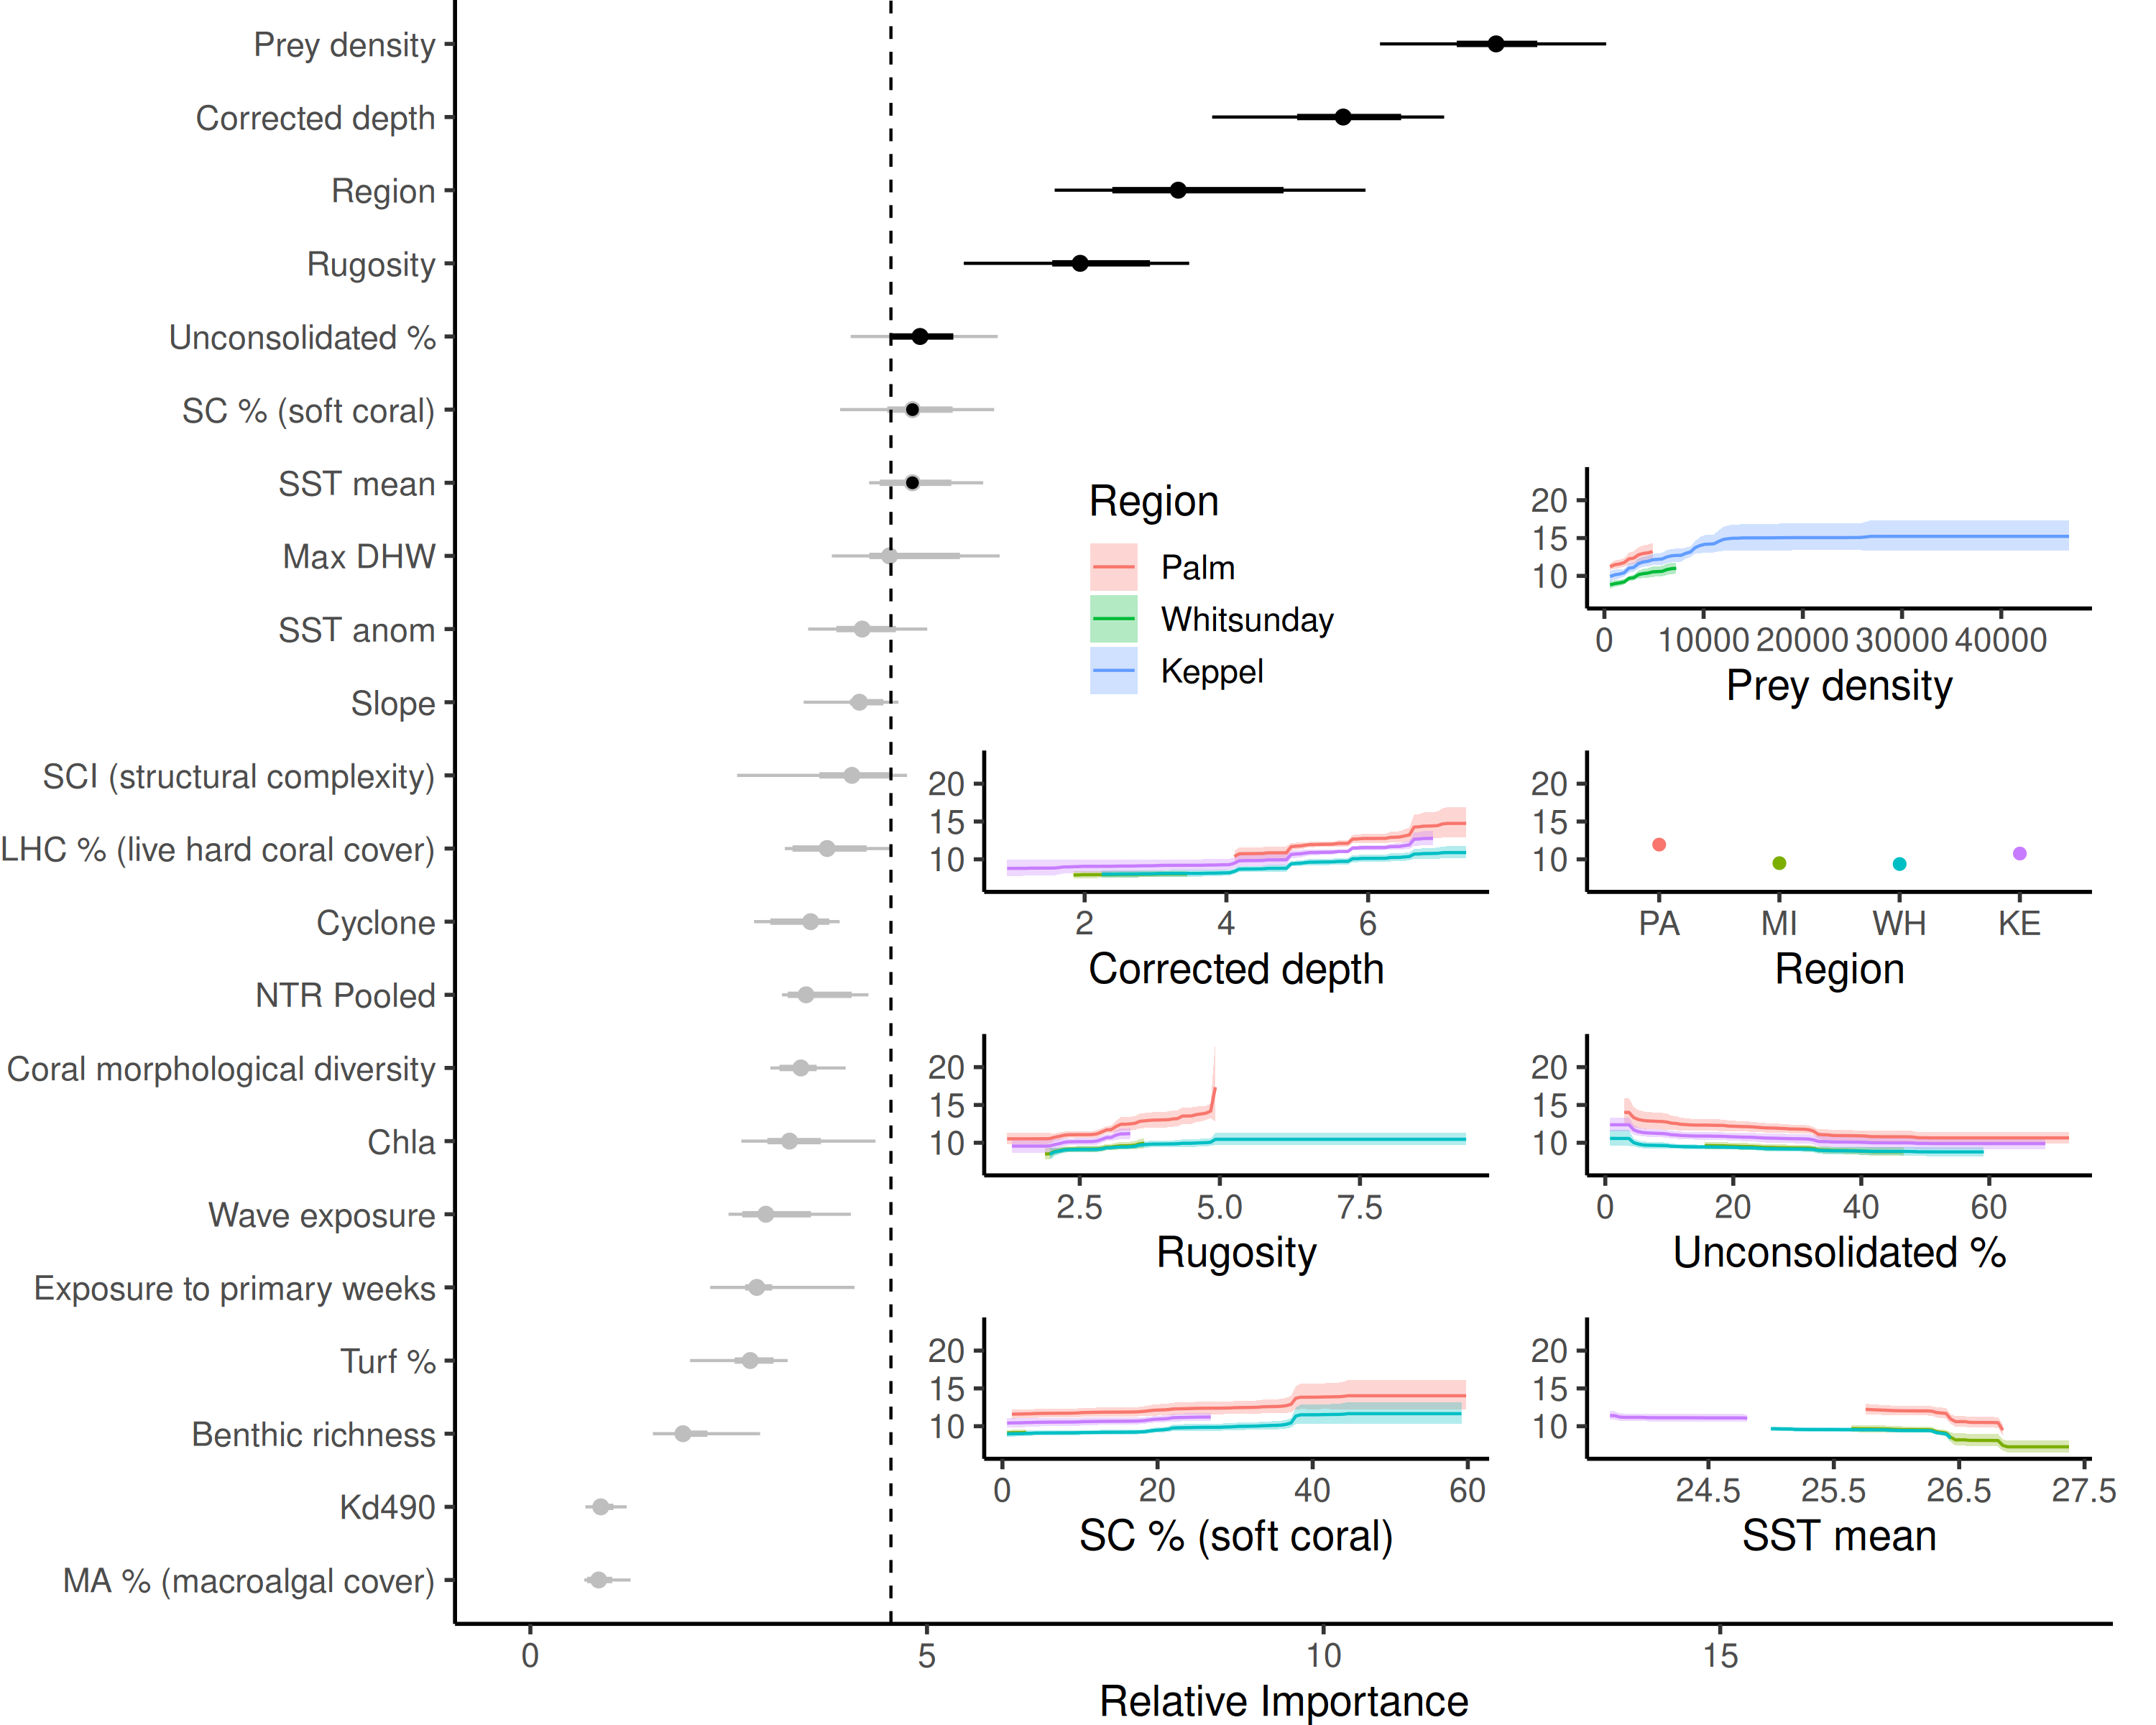 Prey density
Corrected depth
Region
Rugosity
Unconsolidated %
SC % (soft coral)
SST mean
Max DHW
SST anom
Slope
SCI (structural complexity)
LHC % (live hard coral cover)
Cyclone
NTR Pooled
Coral morphological diversity
Chla
Wave exposure
Exposure to primary weeks
Turf %
Benthic richness
Kd490
MA % (macroalgal cover)
0 5 10 15
Relative Importance
Region
Palm
Whitsunday
Keppel
20
15
10
0 10000 20000 30000 40000
Prey density
20
15
10
2 4 6
Corrected depth
20
15
10
PA MI WH KE
Region
20
15
10
2.5 5.0 7.5
Rugosity
20
15
10
0 20 40 60
Unconsolidated %
20
15
10
0 20 40 60
SC % (soft coral)
20
15
10
24.5 25.5 26.5 27.5
SST mean